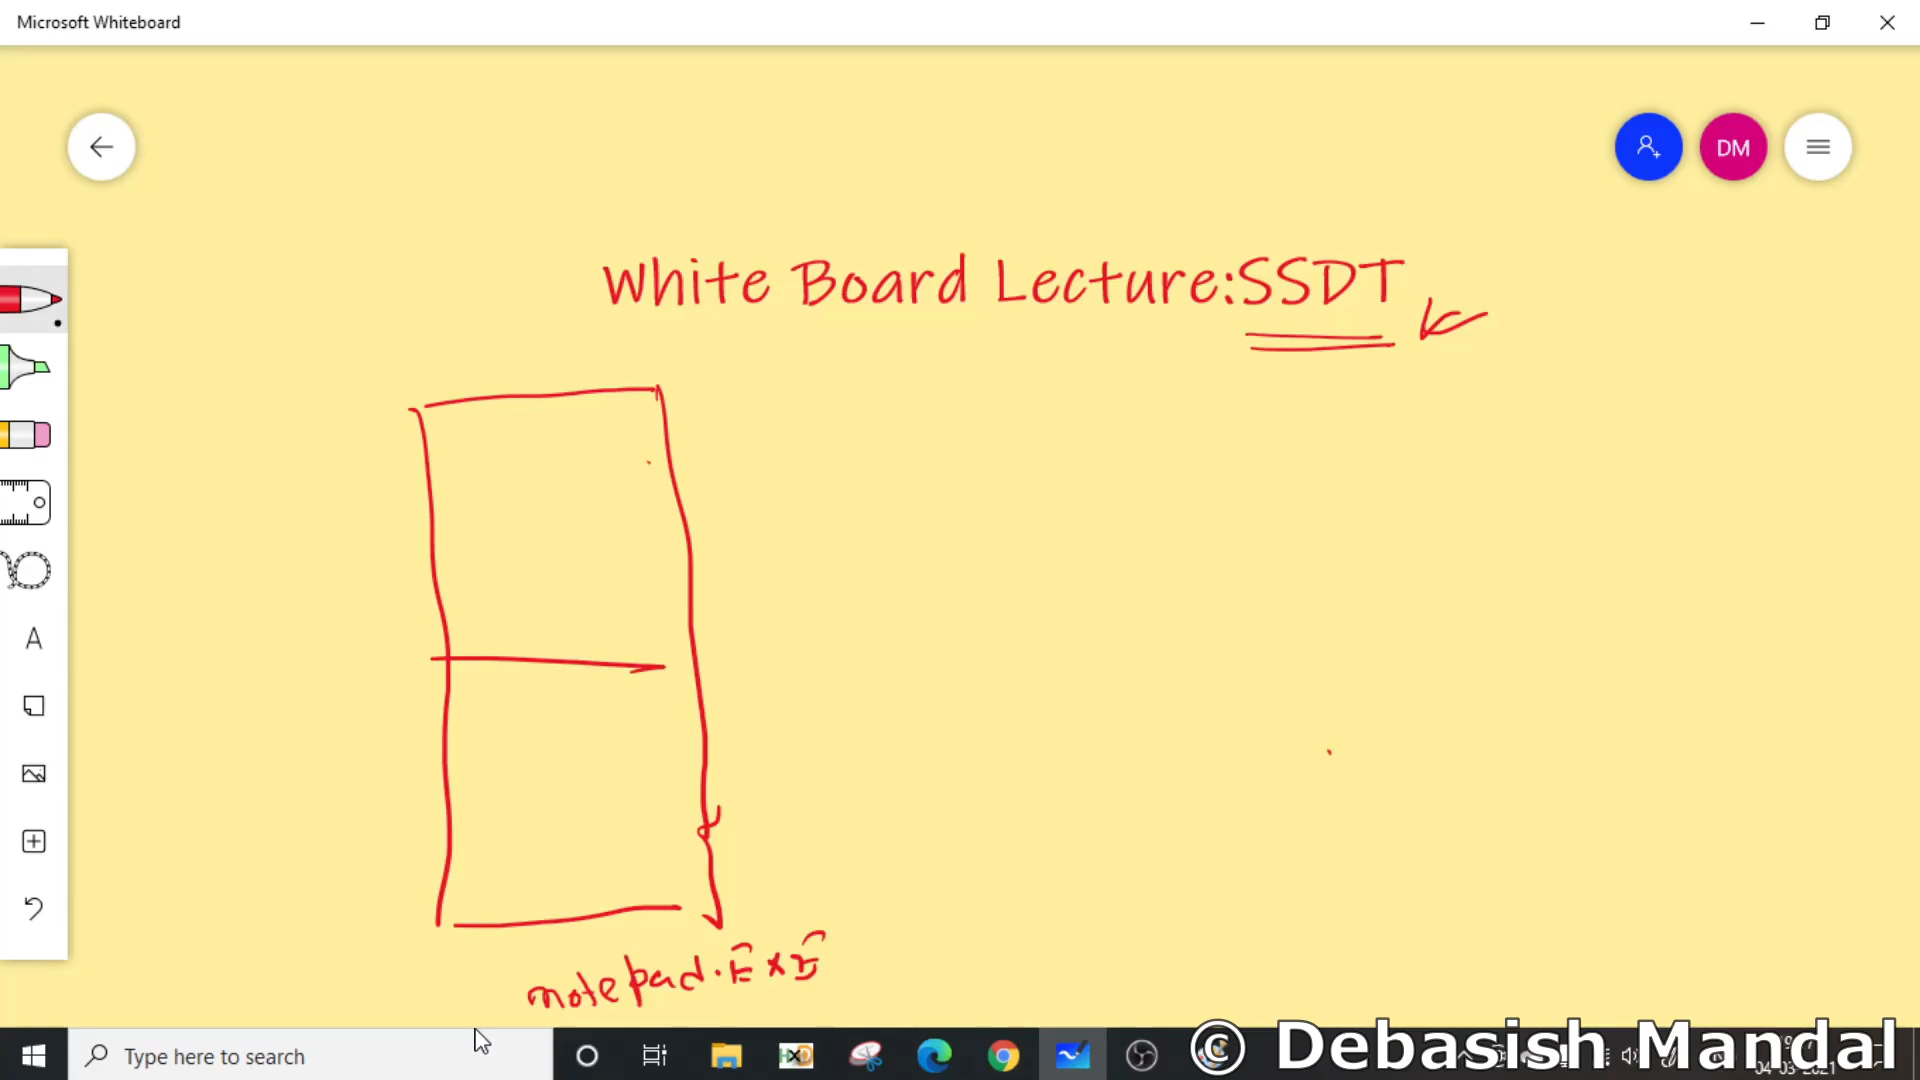 Microsoft Whiteboard
DM
White Board Lecture:SSDT
A
notepad.ExE
Type here to search
© Debasish Mandal